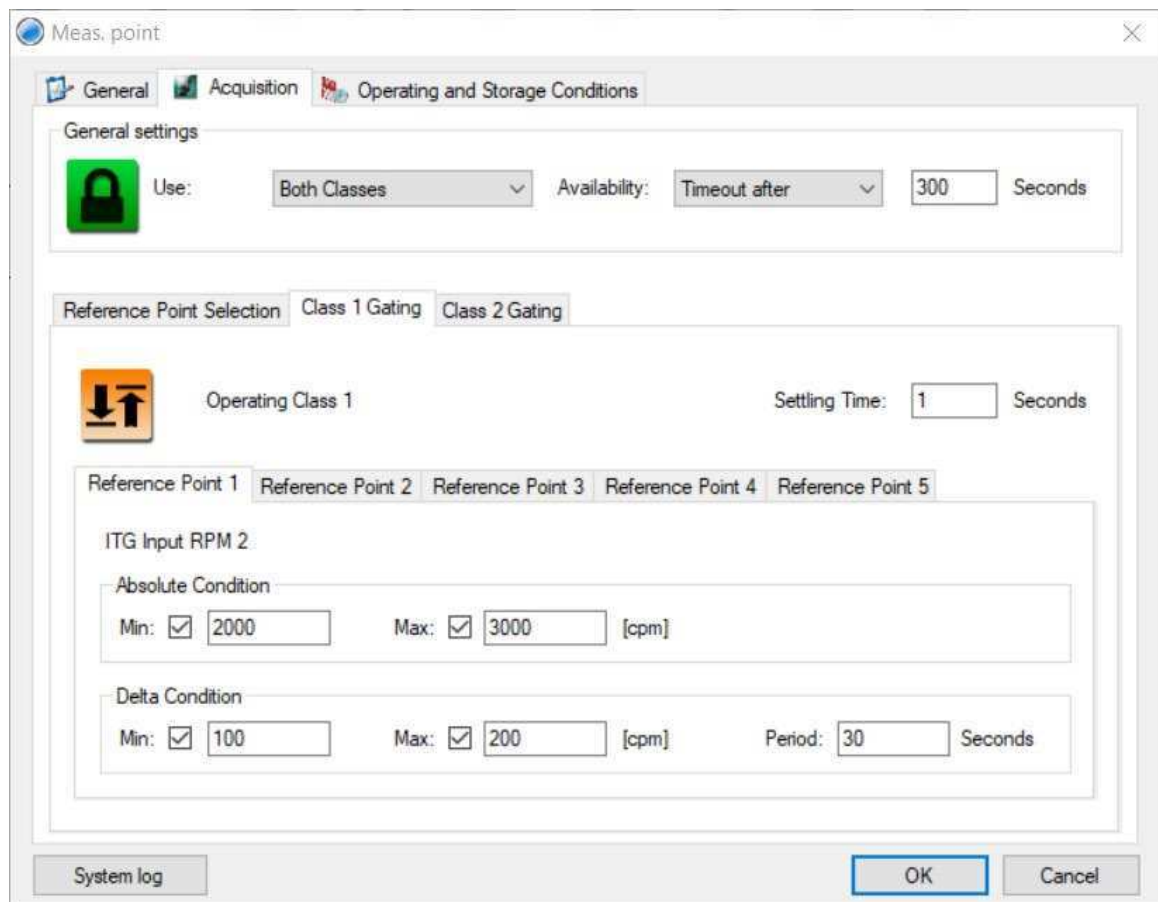 Meas. point
General Acquisition Operating and Storage Conditions
General settings
Use: Both Classes Availability: Timeout after 300 Seconds
Reference Point Selection Class 1 Gating Class 2 Gating
Operating Class 1 Settling Time: 1 Seconds
Reference Point 1 Reference Point 2 Reference Point 3 Reference Point 4 Reference Point 5
ITG Input RPM 2
Absolute Condition
Min: 2000 Max: 3000 [cpm]
Delta Condition
Min: 100 Max: 200 [cpm] Period: 30 Seconds
System log OK Cancel